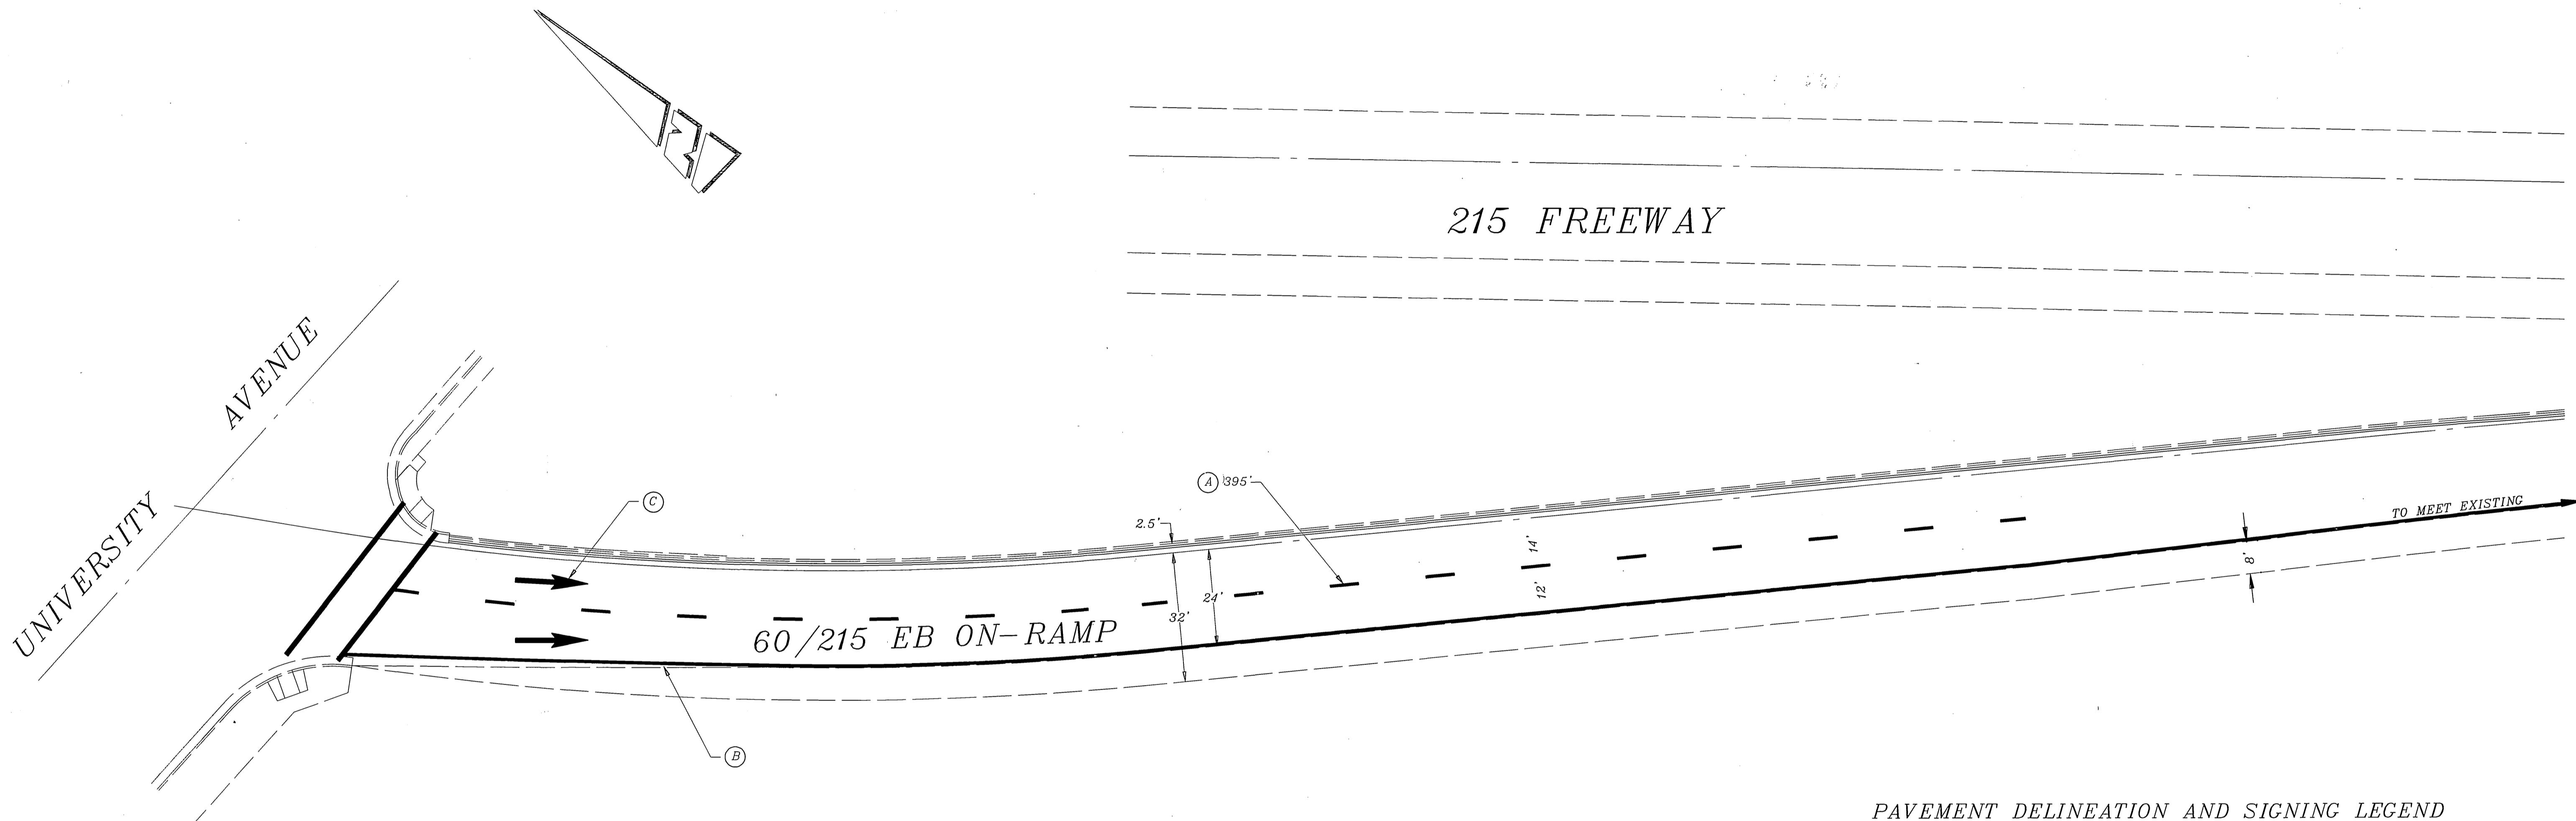 215 FREEWAY
AVENUE
UNIVERSITY
C
A 395'
2.5'
TO MEET EXISTING
14'
12'
8'
24'
32'
60/215 EB ON-RAMP
B
PAVEMENT DELINEATION AND SIGNING LEGEND